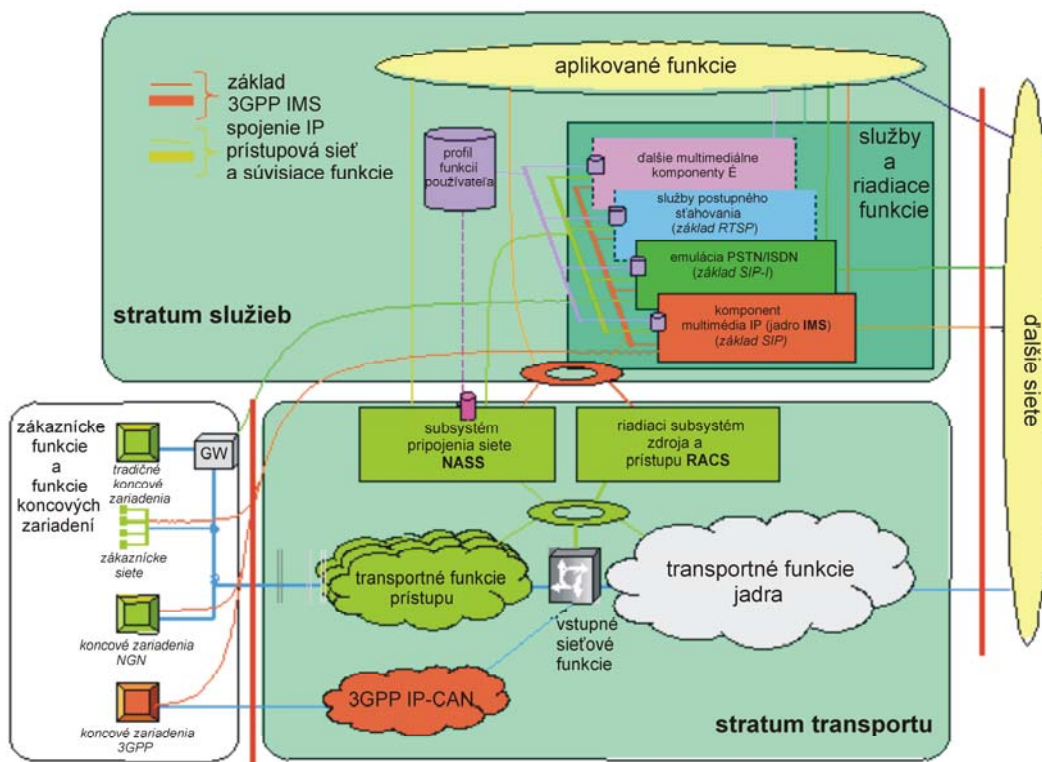 aplikované funkcie
základ
3GPP IMS
spojenie IP
prístupová sieť
a súvisiace funkcie
profil
funkcií
používateľa
služby
a
riadiace
funkcie
ďalšie multimediálne
komponenty É
služby postupného
sťahovania
(základ RTSP)
emulácia PSTN/ISDN
(základ SIP-I)
komponent
multimédia IP (jadro IMS)
(základ SIP)
stratum služieb
ďalšie siete
zákaznícke
funkcie
a
funkcie
koncových
zariadení
GW
tradičné
koncové
zariadenia
zákaznícke
siete
koncové zariadenia
NGN
koncové zariadenia
3GPP
subsystém
pripojenia siete
NASS
riadiaci subsystém
zdroja a
prístupu RACS
transportné funkcie
prístupu
vstupné
sieťové
funkcie
transportné funkcie
jadra
3GPP IP-CAN
stratum transportu